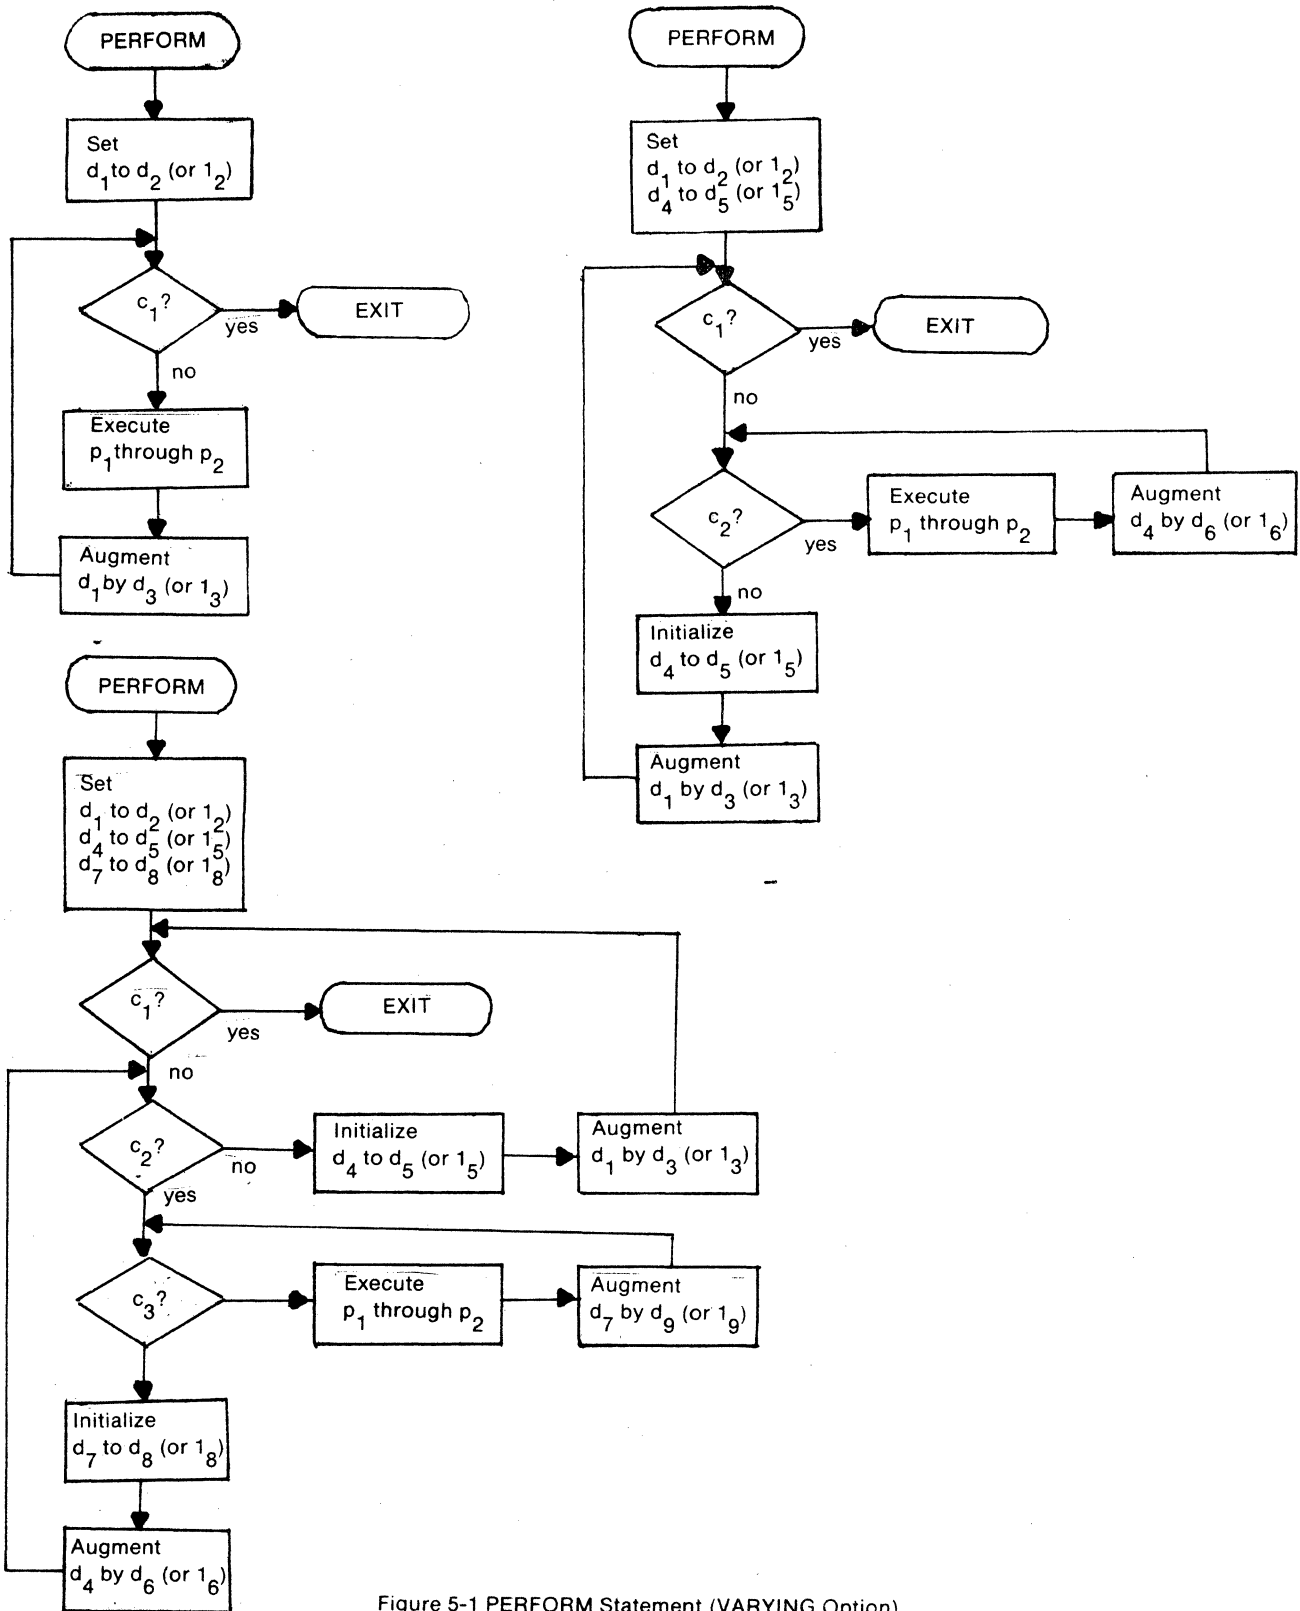 PERFORM
Set
d1 to d2 (or 12)
c1?
yes
EXIT
no
Execute
p1 through p2
Augment
d1 by d3 (or 13)
PERFORM
Set
d1 to d2 (or 12)
d4 to d5 (or 15)
c1?
yes
EXIT
no
c2?
yes
Execute
p1 through p2
Augment
d4 by d6 (or 16)
no
Initialize
d4 to d5 (or 15)
Augment
d1 by d3 (or 13)
PERFORM
Set
d1 to d2 (or 12)
d4 to d5 (or 15)
d7 to d8 (or 18)
c1?
yes
EXIT
no
c2?
no
Initialize
d4 to d5 (or 15)
Augment
d1 by d3 (or 13)
yes
c3?
Execute
p1 through p2
Augment
d7 by d9 (or 19)
Initialize
d7 to d8 (or 18)
Augment
d4 by d6 (or 16)
Figure 5-1 PERFORM Statement (VARYING Option)